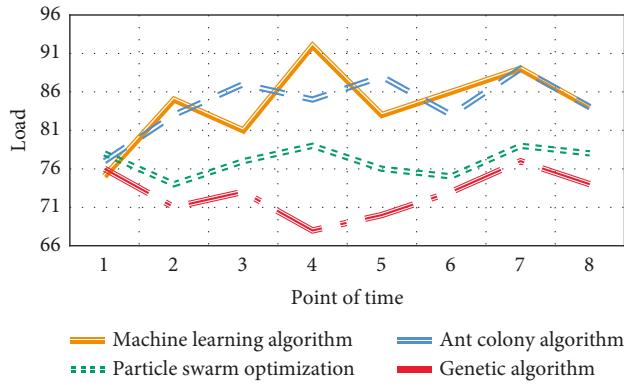 96
91
86
81
76
71
66
Load
1 2 3 4 5 6 7 8
Point of time
Machine learning algorithm Ant colony algorithm
Particle swarm optimization Genetic algorithm